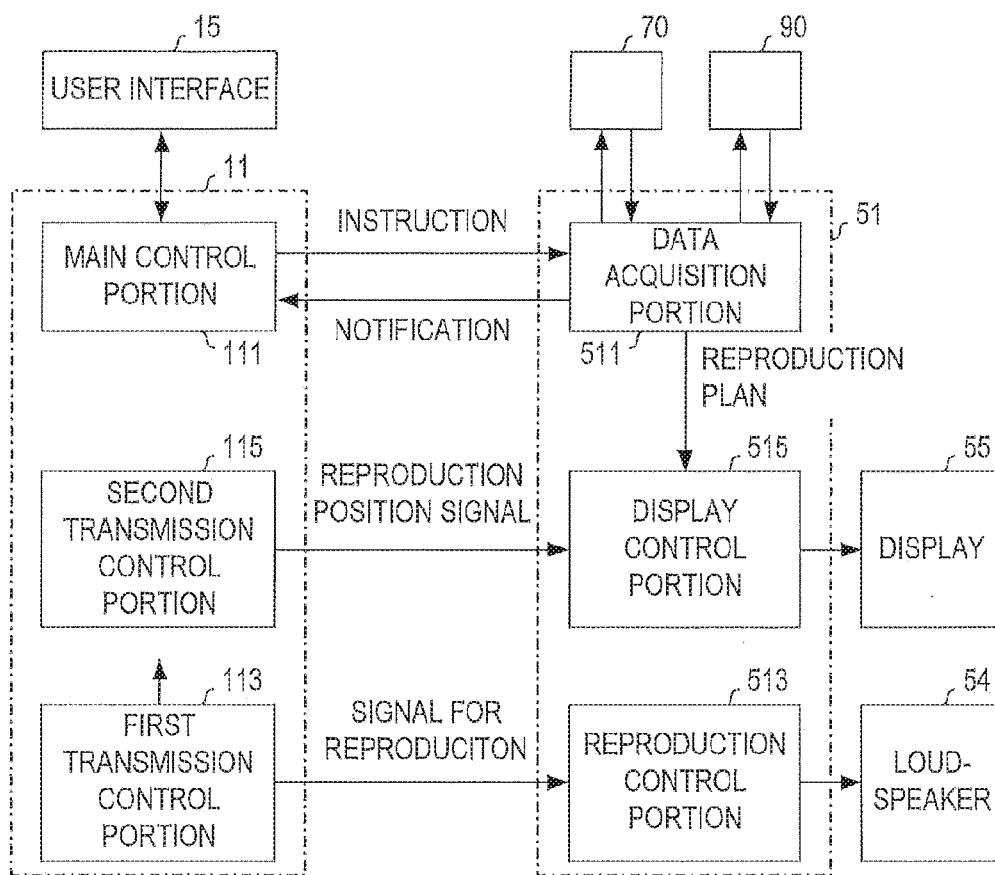 15
USER INTERFACE
70
90
11
51
MAIN CONTROL
PORTION
111
INSTRUCTION
NOTIFICATION
DATA
ACQUISITION
PORTION
511
REPRODUCTION
PLAN
115
SECOND
TRANSMISSION
CONTROL
PORTION
REPRODUCTION
POSITION SIGNAL
515
DISPLAY
CONTROL
PORTION
55
DISPLAY
113
FIRST
TRANSMISSION
CONTROL
PORTION
SIGNAL FOR
REPRODUCITON
513
REPRODUCTION
CONTROL
PORTION
54
LOUD-
SPEAKER